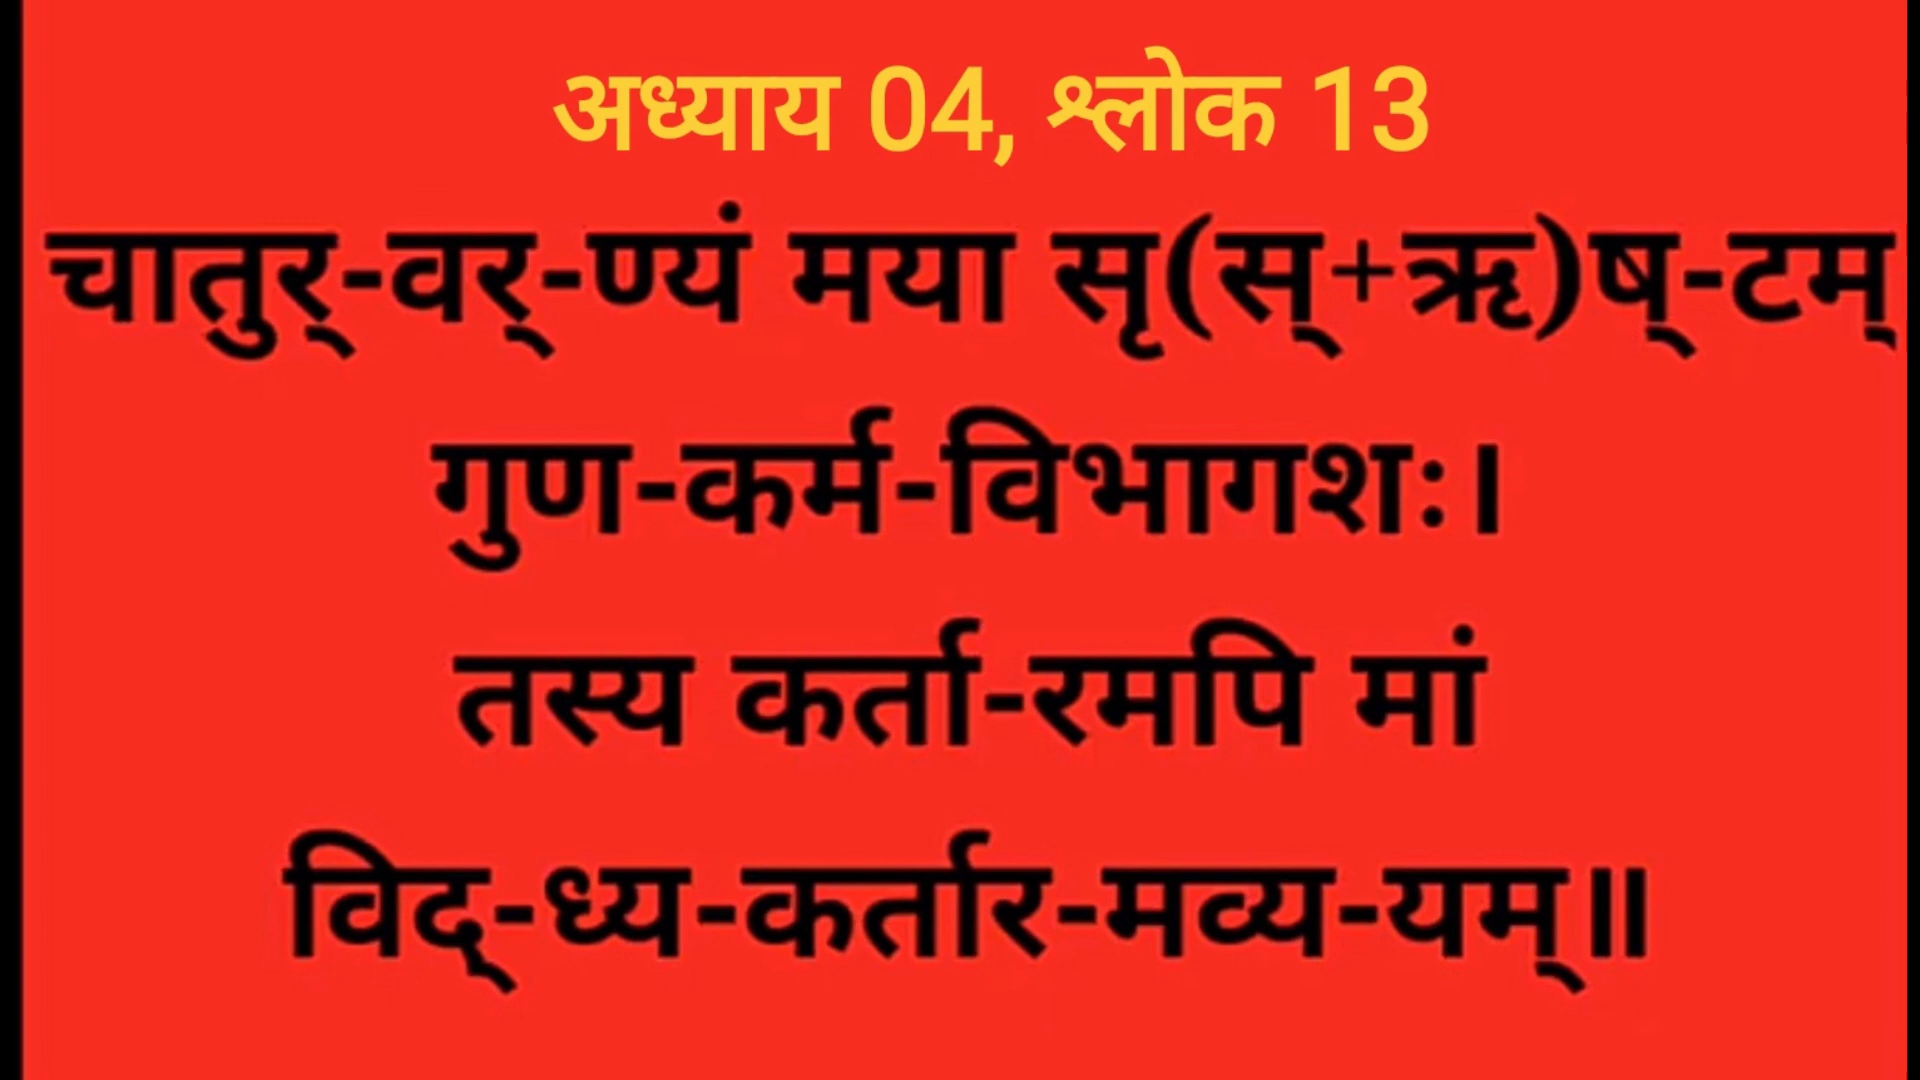 अध्याय 04, श्लोक 13
चातुर्-वर्-ण्यं मया सृ(स्+ऋ)ष्-टम्
गुण-कर्म-विभागशः।
तस्य कर्ता-रमपि मां
विद्-ध्य-कर्तार-मव्य-यम्॥